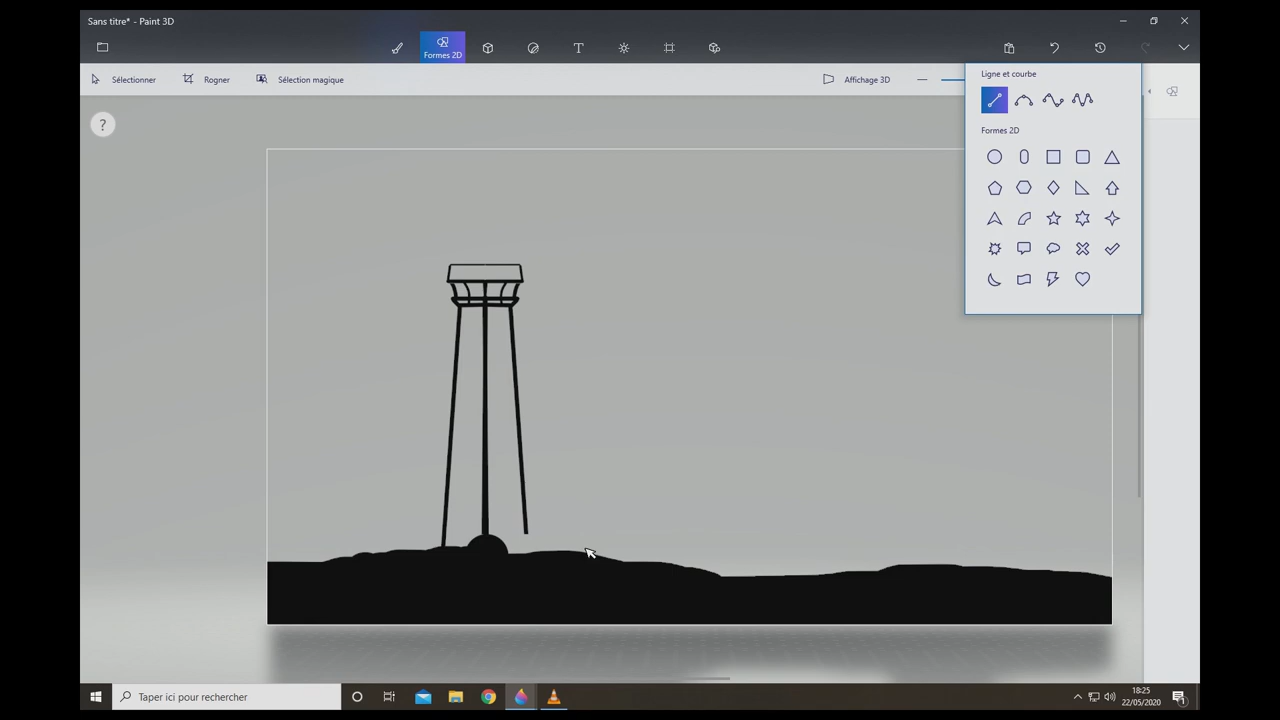 Sans titre* - Paint 3D
Formes 2D
Sélectionner
Rogner
Sélection magique
Affichage 3D
Ligne et courbe
Formes 2D
?
Taper ici pour rechercher
18:25
22/05/2020
1